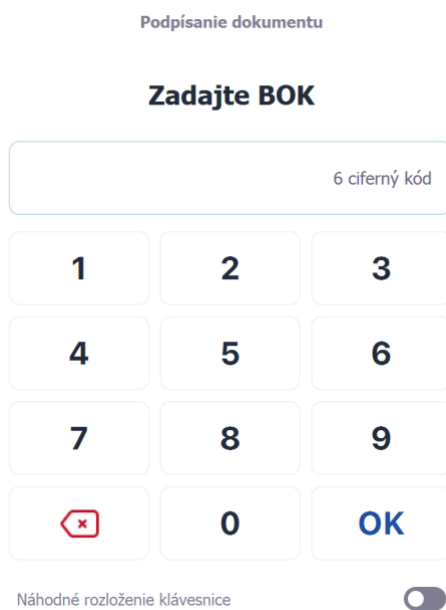 Podpísanie dokumentu
Zadajte BOK
6 ciferný kód
1 2 3
4 5 6
7 8 9
0 OK
Náhodné rozloženie klávesnice